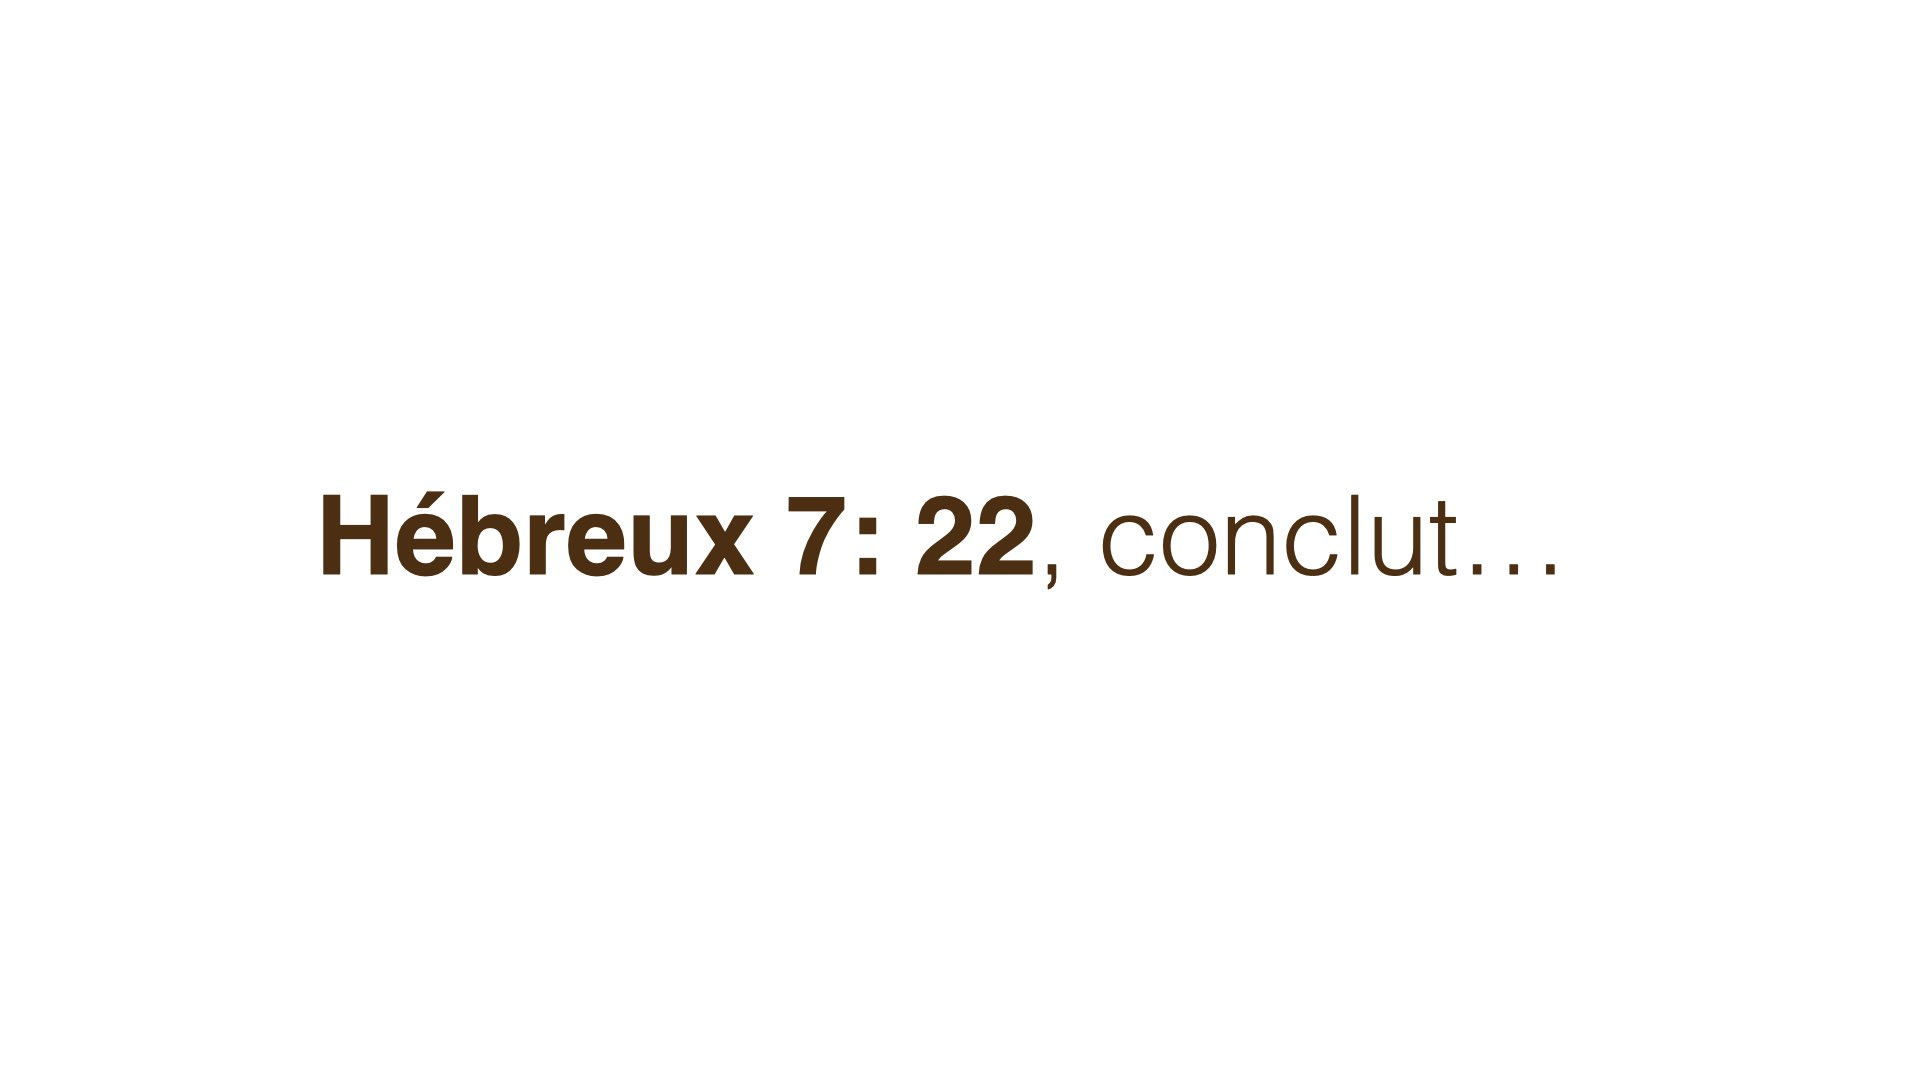 Hébreux 7: 22, conclut…